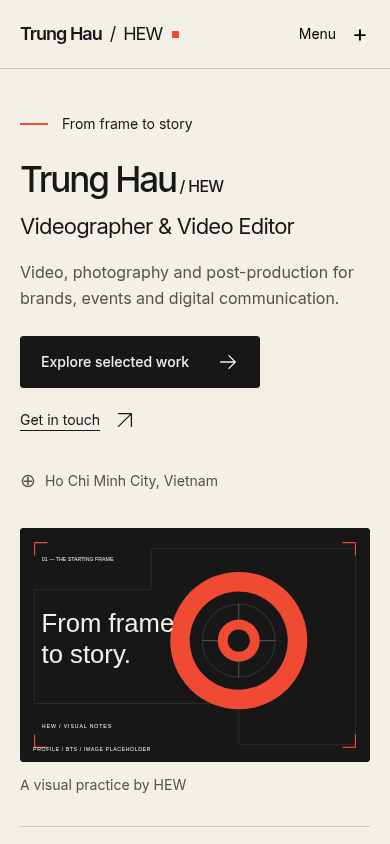 Trung Hau / HEW
Menu +
From frame to story
Trung Hau / HEW
Videographer & Video Editor
Video, photography and post-production for
brands, events and digital communication.
Explore selected work
Get in touch
Ho Chi Minh City, Vietnam
01 — THE STARTING FRAME
From frame
to story.
HEW / VISUAL NOTES
PROFILE / BTS / IMAGE PLACEHOLDER
A visual practice by HEW